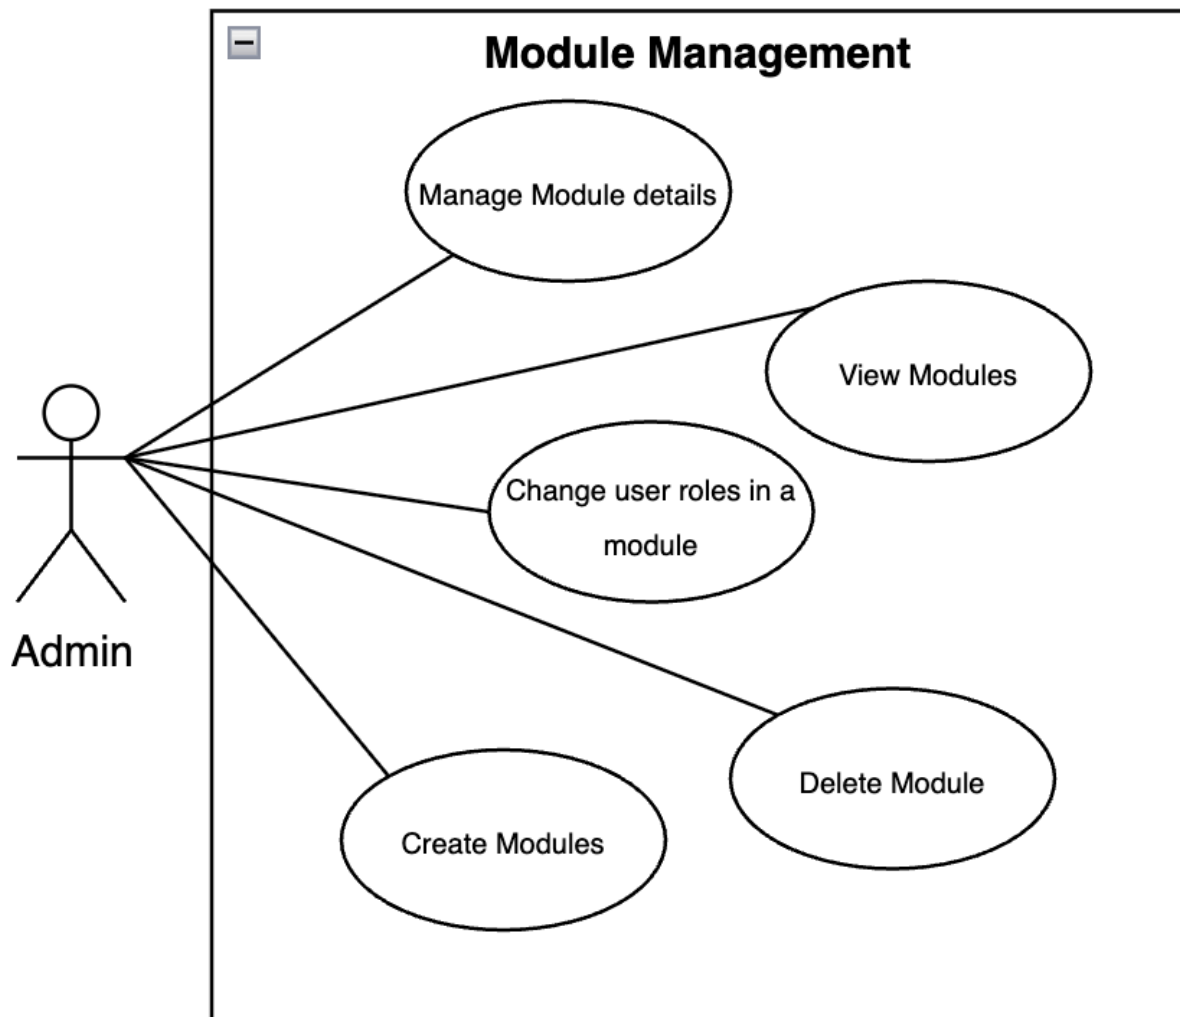 Module Management
Manage Module details
View Modules
Change user roles in a
module
Admin
Delete Module
Create Modules